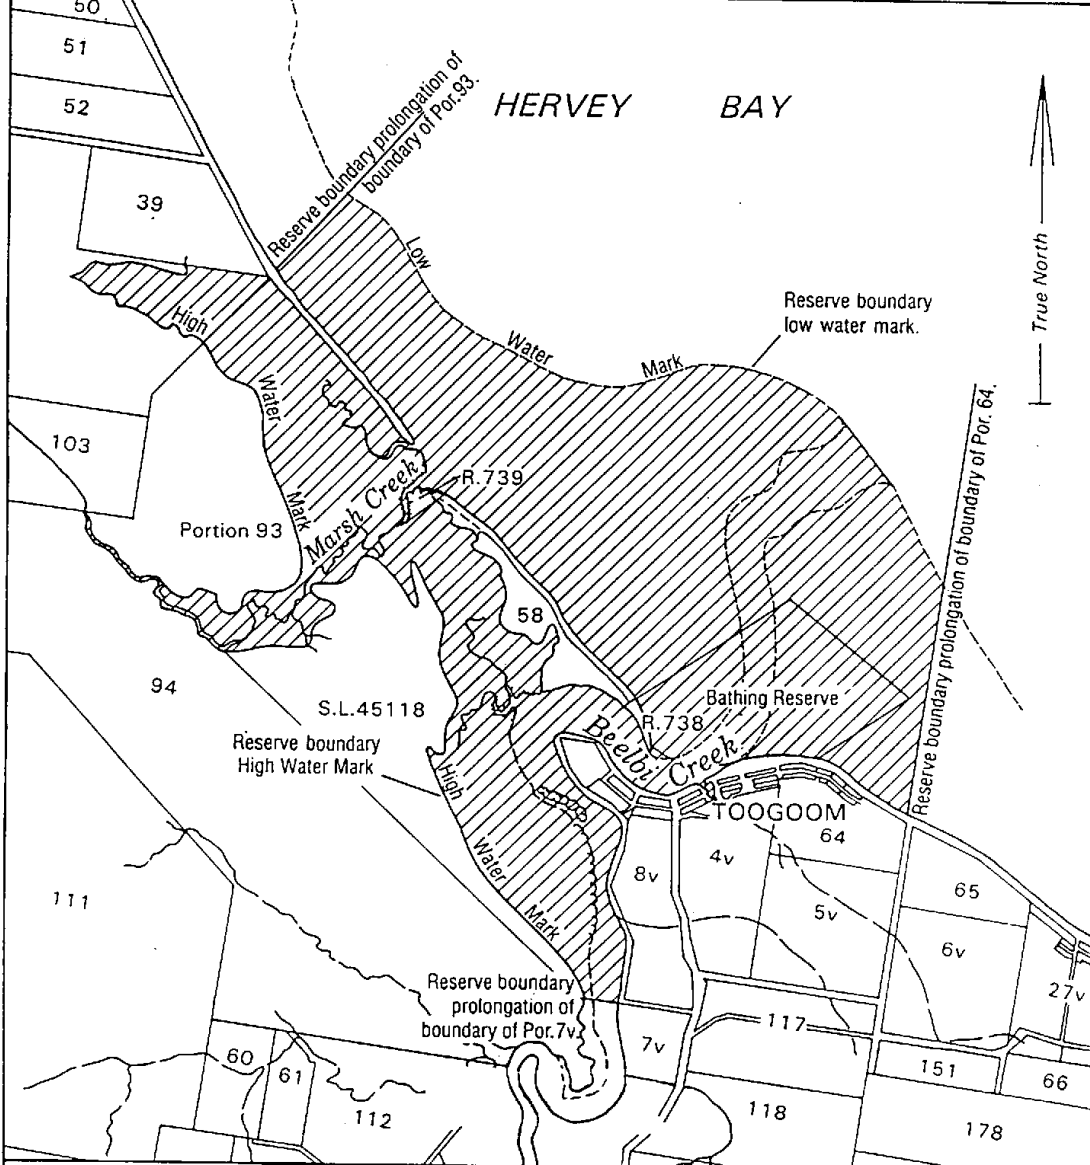 50
51
52
39
HERVEY BAY
Reserve boundary prolongation of
boundary of Por.93.
Low
Water
Mark
Reserve boundary
low water mark.
True North
High
Water
Mark
103
Portion 93
Marsh Creek
R.739
58
94
S.L.45118
Reserve boundary
High Water Mark
High
Water
Mark
Bathing Reserve
R.738
Beelbi Creek
TOOGOOM
Reserve boundary prolongation of boundary of Por. 64.
64
4v
8v
5v
65
6v
27v
111
Reserve boundary
prolongation of
boundary of Por.7v.
7v
117
151
66
60
61
112
118
178